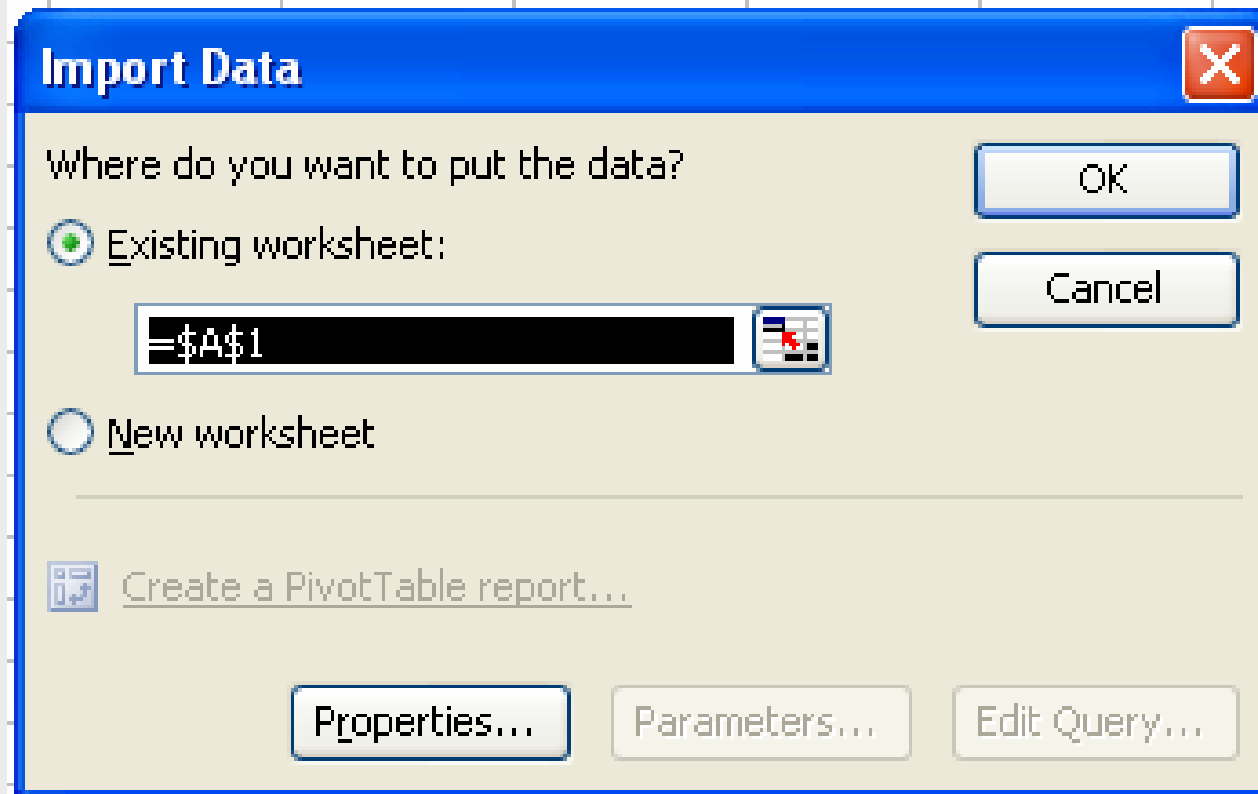 Import Data
Where do you want to put the data?
OK
Existing worksheet:
Cancel
=$A$1
New worksheet
Create a PivotTable report...
Properties... Parameters... Edit Query...